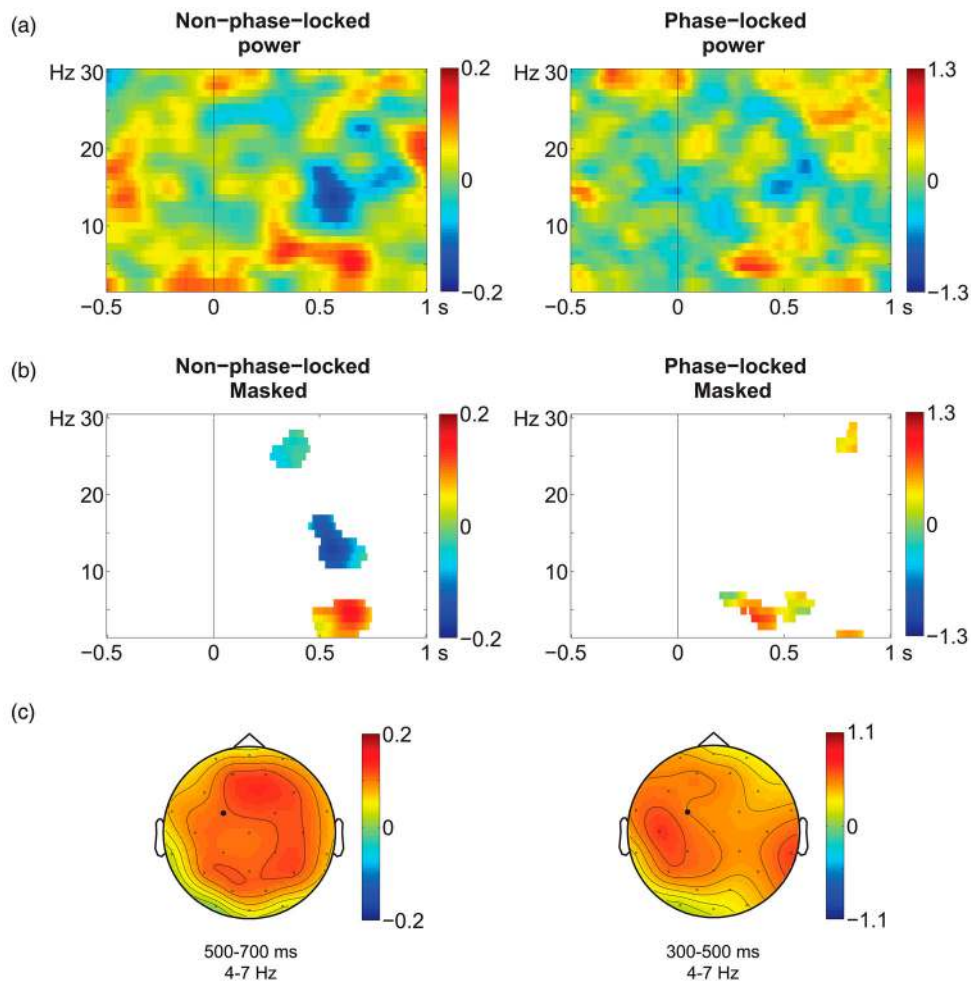 (a)
Non-phase-locked power
Hz 30
20
10
−0.5 0 0.5 1 s
0.2
0
−0.2
Phase-locked power
Hz 30
20
10
−0.5 0 0.5 1 s
1.3
0
−1.3
(b)
Non-phase-locked Masked
Hz 30
20
10
−0.5 0 0.5 1 s
0.2
0
−0.2
Phase-locked Masked
Hz 30
20
10
−0.5 0 0.5 1 s
1.3
0
−1.3
(c)
0.2
0
−0.2
500-700 ms
4-7 Hz
1.1
0
−1.1
300-500 ms
4-7 Hz